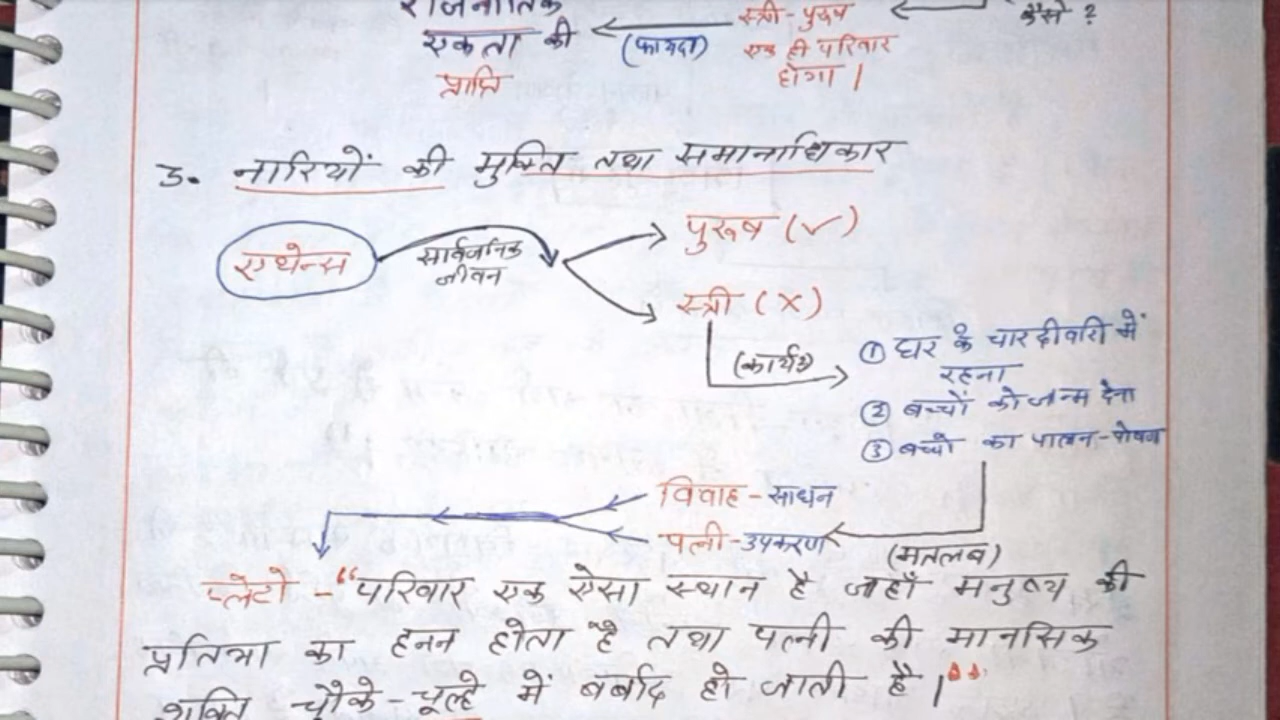 राजनीतिक
एकता की (फायदा) स्त्री-पुरूष कैसे ?
प्राप्ति एक ही परिवार
होगा।
3. नारियों की मुक्ति तथा समानाधिकार
एथेन्स सार्वजनिक जीवन पुरूष (✓)
स्त्री (X)
(कार्यक्षेत्र) ① घर के चारदीवारी में
रहना
② बच्चों को जन्म देना
③ बच्चों का पालन-पोषण
विवाह - साधन
पत्नी - उपकरण (मतलब)
प्लेटो - "परिवार एक ऐसा स्थान है जहाँ मनुष्य की
प्रतिभा का हनन होता है तथा पत्नी की मानसिक
शक्ति चौके-चूल्हे में बर्बाद हो जाती है।"